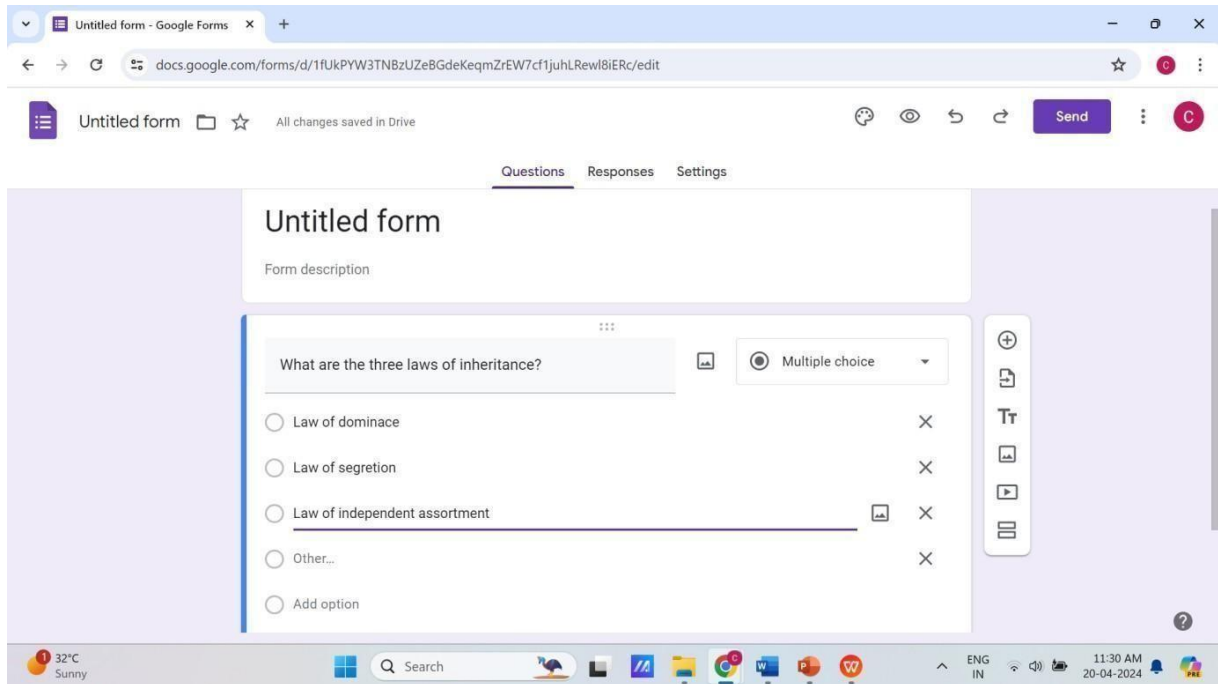 Untitled form - Google Forms
docs.google.com/forms/d/1fUkPYW3TNBzUZeBGdeKeqmZrEW7cf1juhLRewl8iERc/edit
C
Untitled form All changes saved in Drive Send C
Questions Responses Settings
Untitled form
Form description
What are the three laws of inheritance? Multiple choice
Law of dominace
Tт
Law of segretion
Law of independent assortment
Other...
Add option
1 32°C
Sunny
Search
C
W
P
W
ENG
IN
11:30 AM
20-04-2024
PRE